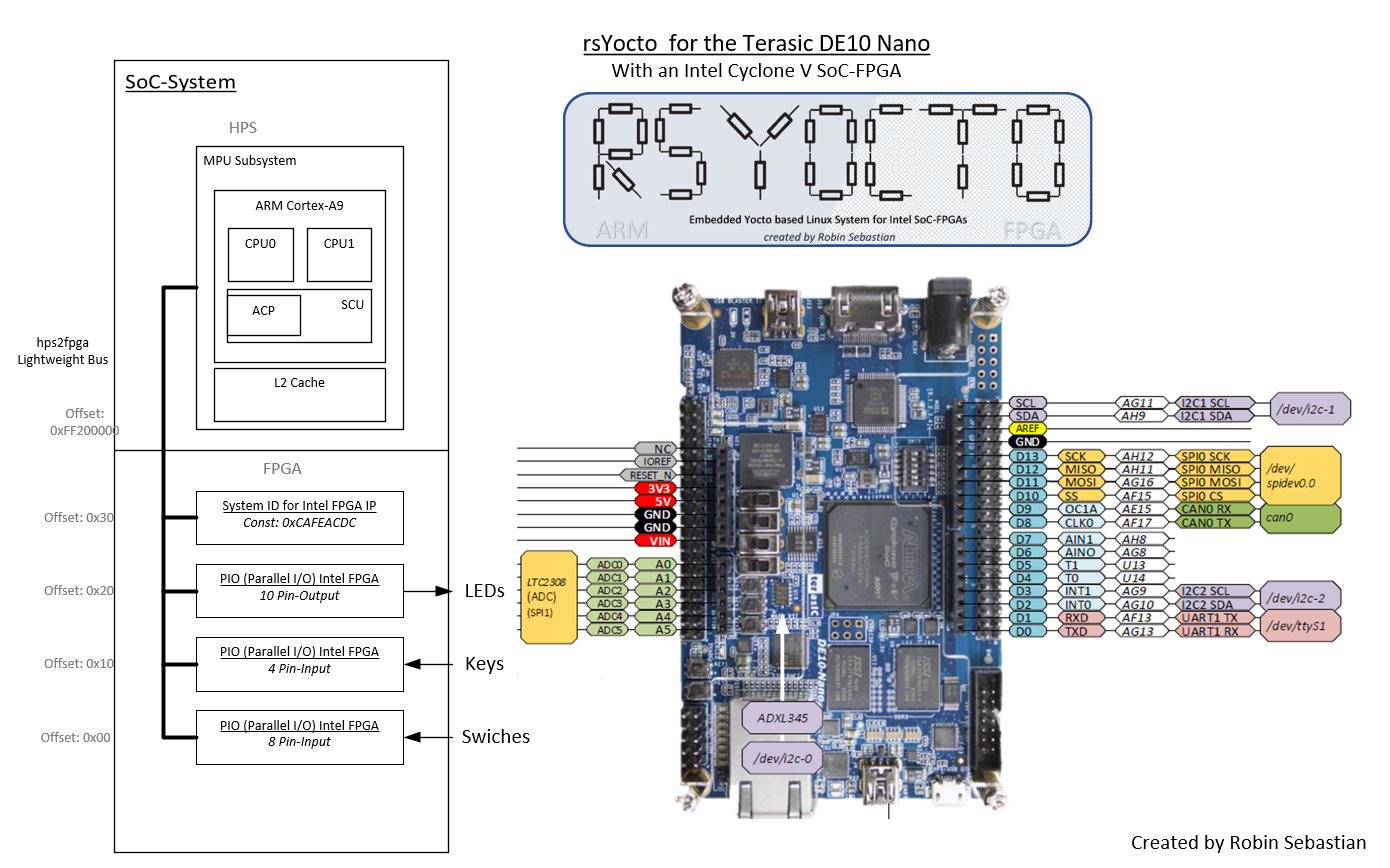 rsYocto for the Terasic DE10 Nano
With an Intel Cyclone V SoC-FPGA
RSYOCTO
Embedded Yocto based Linux System for Intel SoC-FPGAs
created by Robin Sebastian
ARM
FPGA
SoC-System
HPS
MPU Subsystem
ARM Cortex-A9
CPU0
CPU1
SCU
ACP
L2 Cache
hps2fpga
Lightweight Bus
Offset:
0xFF200000
FPGA
System ID for Intel FPGA IP
Const: 0xCAFEACDC
Offset: 0x30
PIO (Parallel I/O) Intel FPGA
10 Pin-Output
Offset: 0x20
LEDs
PIO (Parallel I/O) Intel FPGA
4 Pin-Input
Offset: 0x10
Keys
PIO (Parallel I/O) Intel FPGA
8 Pin-Input
Offset: 0x00
Swiches
NC
IOREF
RESET_N
3V3
5V
GND
GND
VIN
LTC2308
(ADC)
(SPI1)
ADC0 A0
ADC1 A1
ADC2 A2
ADC3 A3
ADC4 A4
ADC5 A5
USB BLASTER II
terasIC
DE10-Nano
KEY1
ADXL345
/dev/i2c-0
SCL AG11 I2C1 SCL
SDA AH9 I2C1 SDA
/dev/i2c-1
AREF
GND
D13 SCK AH12 SPI0 SCK
D12 MISO AH11 SPI0 MISO
D11 MOSI AG16 SPI0 MOSI
D10 SS AF15 SPI0 CS
/dev/
spidev0.0
D9 OC1A AE15 CAN0 RX
D8 CLK0 AF17 CAN0 TX
can0
D7 AIN1 AH8
D6 AIN0 AG8
D5 T1 U13
D4 T0 U14
D3 INT1 AG9 I2C2 SCL
D2 INT0 AG10 I2C2 SDA
/dev/i2c-2
D1 RXD AF13 UART1 TX
D0 TXD AG13 UART1 RX
/dev/ttyS1
Created by Robin Sebastian